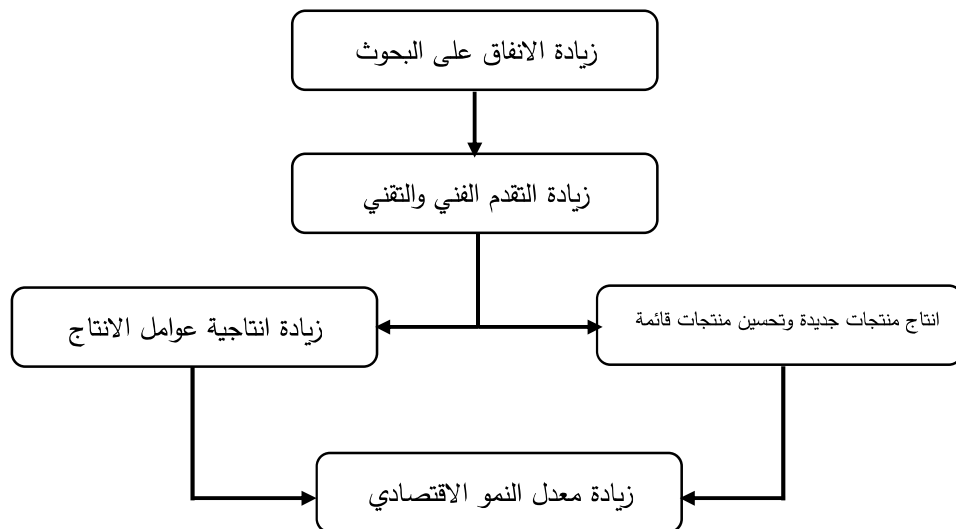 زيادة الانفاق على البحوث
زيادة التقدم الفني والتقني
انتاج منتجات جديدة وتحسين منتجات قائمة
زيادة انتاجية عوامل الانتاج
زيادة معدل النمو الاقتصادي